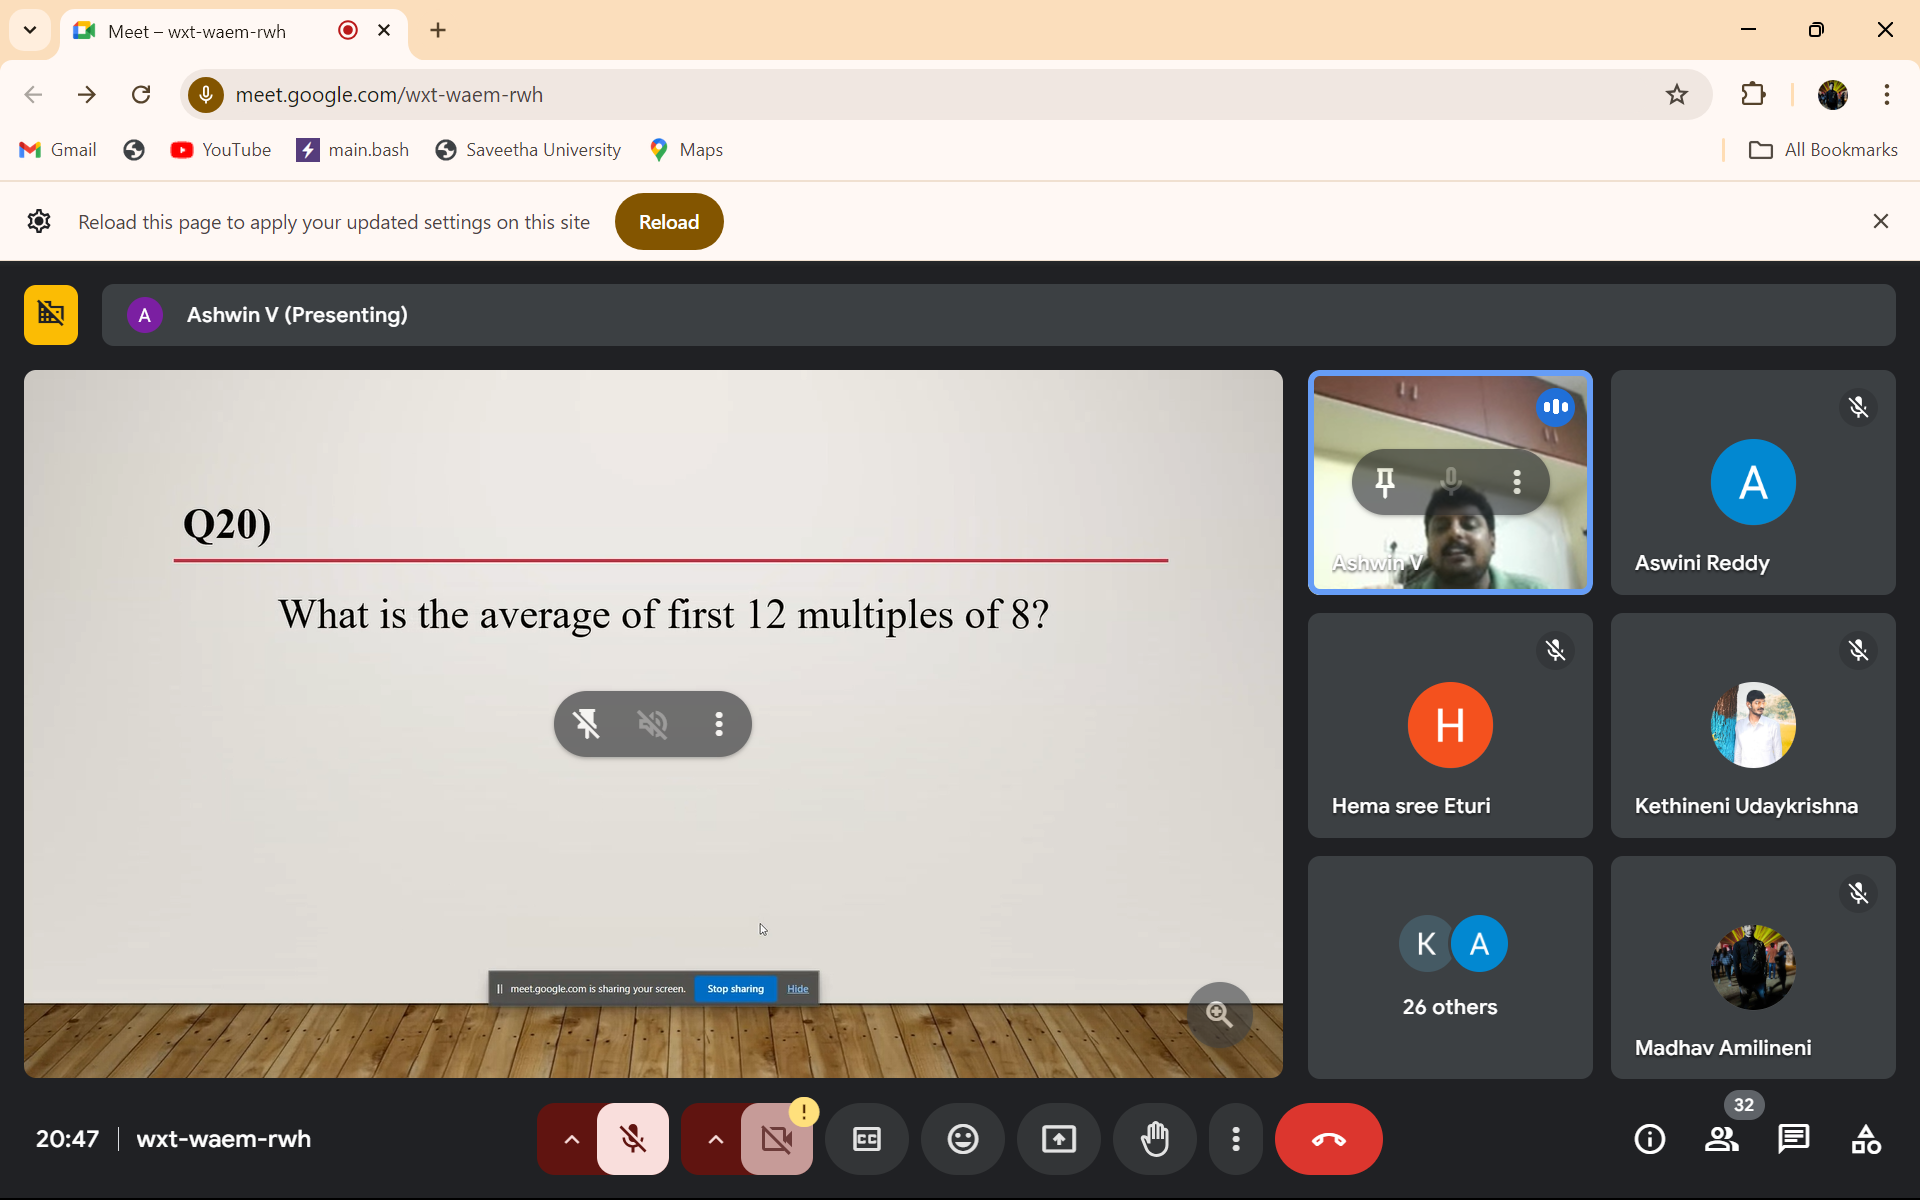 Meet – wxt-waem-rwh
meet.google.com/wxt-waem-rwh
Gmail
YouTube
main.bash
Saveetha University
Maps
All Bookmarks
Reload this page to apply your updated settings on this site
Reload
A
Ashwin V (Presenting)
Q20)
What is the average of first 12 multiples of 8?
meet.google.com is sharing your screen.
Stop sharing
Hide
Ashwin V
A
Aswini Reddy
H
Hema sree Eturi
Kethineni Udaykrishna
K
A
26 others
Madhav Amilineni
20:47
wxt-waem-rwh
!
CC
32